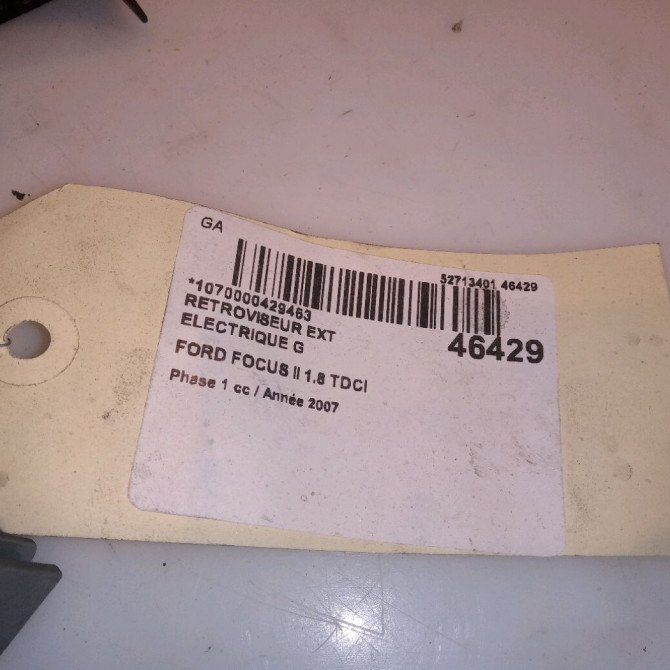 GA
52713401 46429
*1070000429463
RETROVISEUR EXT
ELECTRIQUE G
46429
FORD FOCUS II 1.8 TDCI
Phase 1 cc / Année 2007